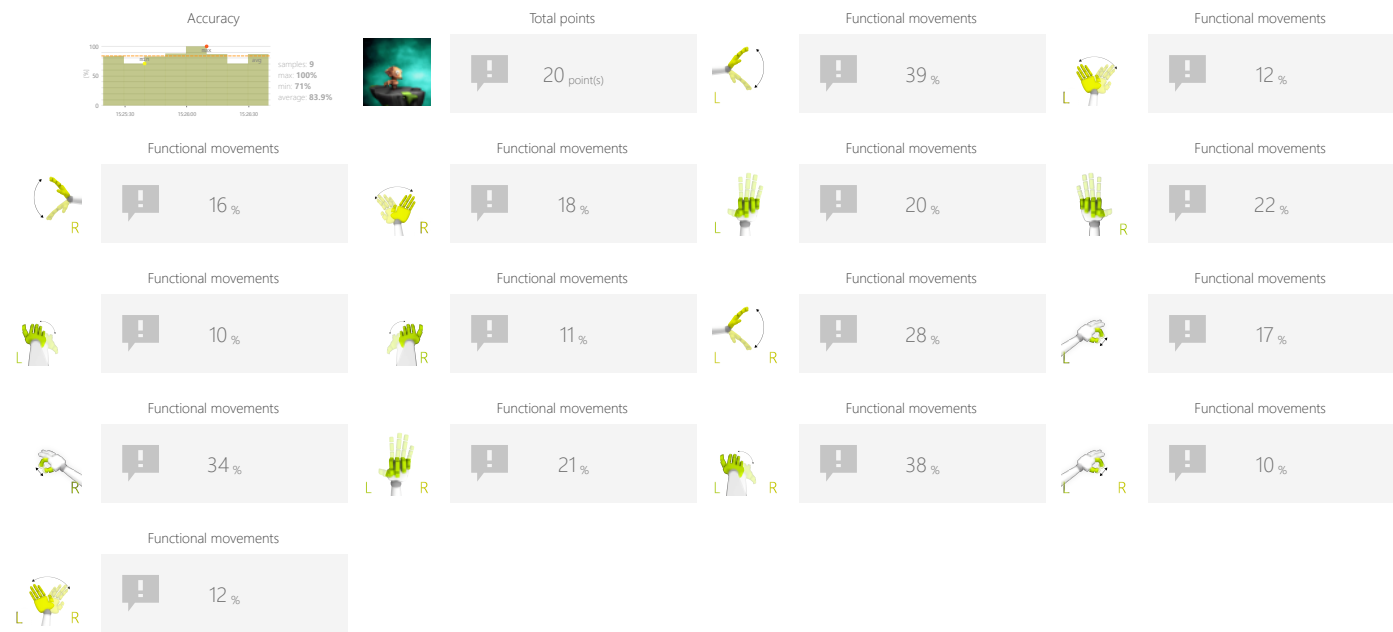 Accuracy
100
max
min
avg
[%]
50
0
15:25:30
15:26:00
15:26:30
samples: 9
max: 100%
min: 71%
average: 83.9%
Total points
20 point(s)
Functional movements
L
39 %
Functional movements
L
12 %
Functional movements
R
16 %
Functional movements
R
18 %
Functional movements
L
20 %
Functional movements
R
22 %
Functional movements
L
10 %
Functional movements
R
11 %
Functional movements
L R
28 %
Functional movements
L
17 %
Functional movements
R
34 %
Functional movements
L R
21 %
Functional movements
L R
38 %
Functional movements
L R
10 %
Functional movements
L R
12 %